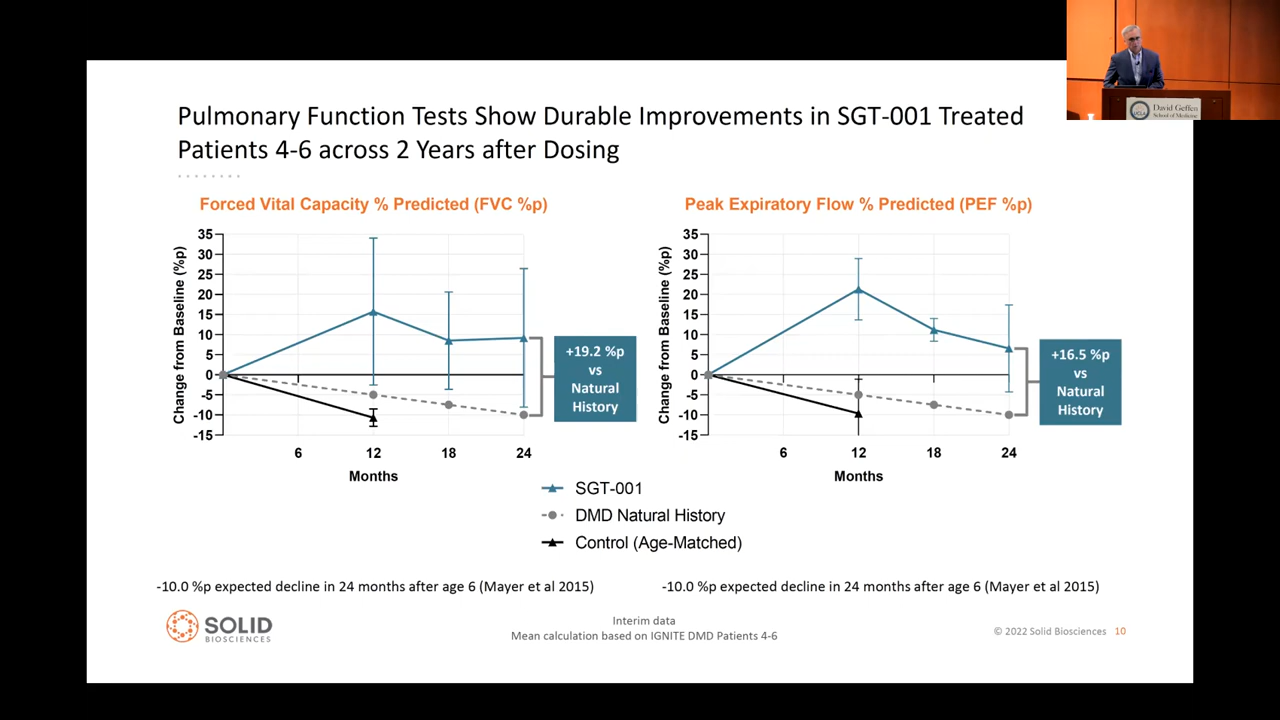 David Geffen
School of Medicine
UCLA
Pulmonary Function Tests Show Durable Improvements in SGT-001 Treated
Patients 4-6 across 2 Years after Dosing
Forced Vital Capacity % Predicted (FVC %p)
Change from Baseline (%p)
35
30
25
20
15
10
5
0
-5
-10
-15
6 12 18 24
Months
+19.2 %p
vs
Natural
History
Peak Expiratory Flow % Predicted (PEF %p)
Change from Baseline (%p)
35
30
25
20
15
10
5
0
-5
-10
-15
6 12 18 24
Months
+16.5 %p
vs
Natural
History
SGT-001
DMD Natural History
Control (Age-Matched)
-10.0 %p expected decline in 24 months after age 6 (Mayer et al 2015)
-10.0 %p expected decline in 24 months after age 6 (Mayer et al 2015)
SOLID
BIOSCIENCES
Interim data
Mean calculation based on IGNITE DMD Patients 4-6
© 2022 Solid Biosciences 10